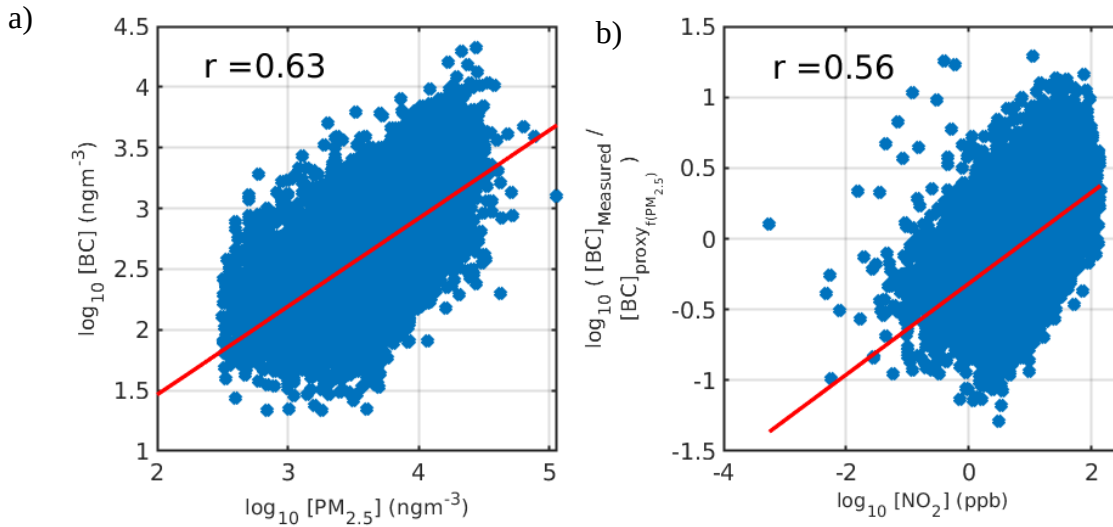 a)
r =0.63
log₁₀ [BC] (ngm⁻³)
4.5
4
3.5
3
2.5
2
1.5
1
2
3
4
5
log₁₀ [PM₂.₅] (ngm⁻³)
b)
r =0.56
log₁₀ ( [BC]Measured /
[BC]proxy f(PM₂.₅) )
1.5
1
0.5
0
-0.5
-1
-1.5
-4
-2
0
2
log₁₀ [NO₂] (ppb)